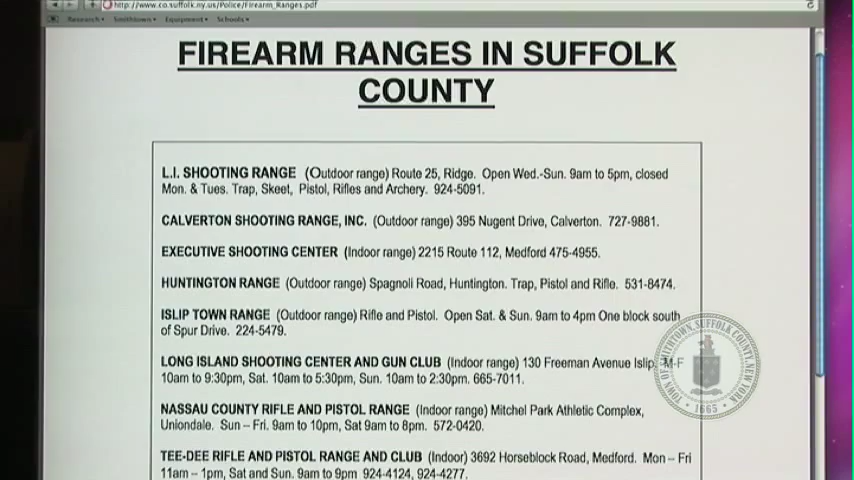 http://www.co.suffolk.ny.us/Police/Firearm_Ranges.pdf
Research Smithtown Equipment Schools
FIREARM RANGES IN SUFFOLK
COUNTY
L.I. SHOOTING RANGE (Outdoor range) Route 25, Ridge. Open Wed.-Sun. 9am to 5pm, closed
Mon. & Tues. Trap, Skeet, Pistol, Rifles and Archery. 924-5091.
CALVERTON SHOOTING RANGE, INC. (Outdoor range) 395 Nugent Drive, Calverton. 727-9881.
EXECUTIVE SHOOTING CENTER (Indoor range) 2215 Route 112, Medford 475-4955.
HUNTINGTON RANGE (Outdoor range) Spagnoli Road, Huntington. Trap, Pistol and Rifle. 531-8474.
ISLIP TOWN RANGE (Outdoor range) Rifle and Pistol. Open Sat. & Sun. 9am to 4pm One block south
of Spur Drive. 224-5479.
LONG ISLAND SHOOTING CENTER AND GUN CLUB (Indoor range) 130 Freeman Avenue Islip. M-F
10am to 9:30pm, Sat. 10am to 5:30pm, Sun. 10am to 2:30pm. 665-7011.
NASSAU COUNTY RIFLE AND PISTOL RANGE (Indoor range) Mitchel Park Athletic Complex,
Uniondale. Sun – Fri. 9am to 10pm, Sat 9am to 8pm. 572-0420.
TEE-DEE RIFLE AND PISTOL RANGE AND CLUB (Indoor) 3692 Horseblock Road, Medford. Mon – Fri
11am – 1pm, Sat and Sun. 9am to 9pm 924-4124, 924-4277.
TOWN OF SMITHTOWN, SUFFOLK COUNTY, NEW YORK
1665